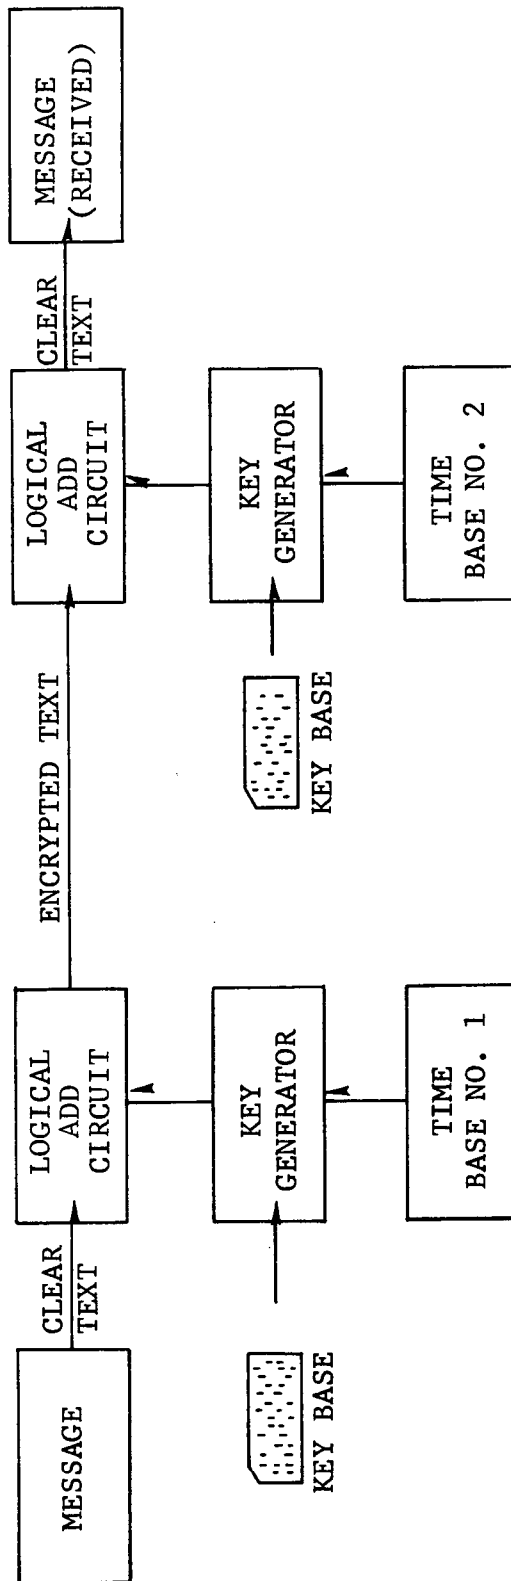 MESSAGE
CLEAR
TEXT
LOGICAL
ADD
CIRCUIT
ENCRYPTED TEXT
LOGICAL
ADD
CIRCUIT
CLEAR
TEXT
MESSAGE
(RECEIVED)
KEY BASE
KEY
GENERATOR
KEY BASE
KEY
GENERATOR
TIME
BASE NO. 1
TIME
BASE NO. 2